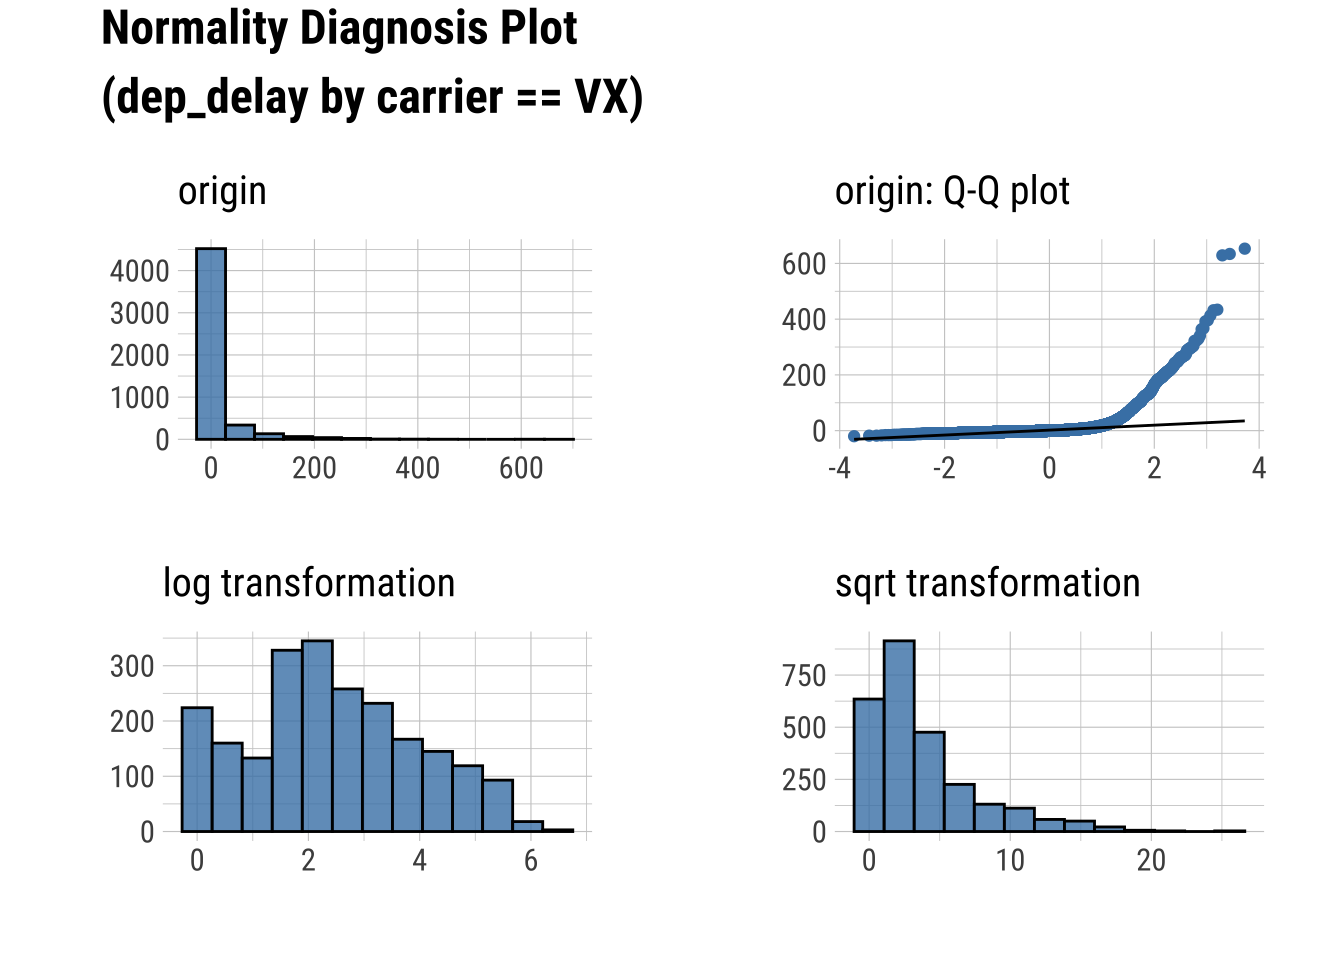 Normality Diagnosis Plot
(dep_delay by carrier == VX)
origin
4000
3000
2000
1000
0
0 200 400 600
origin: Q-Q plot
600
400
200
0
-4 -2 0 2 4
log transformation
300
200
100
0
0 2 4 6
sqrt transformation
750
500
250
0
0 10 20